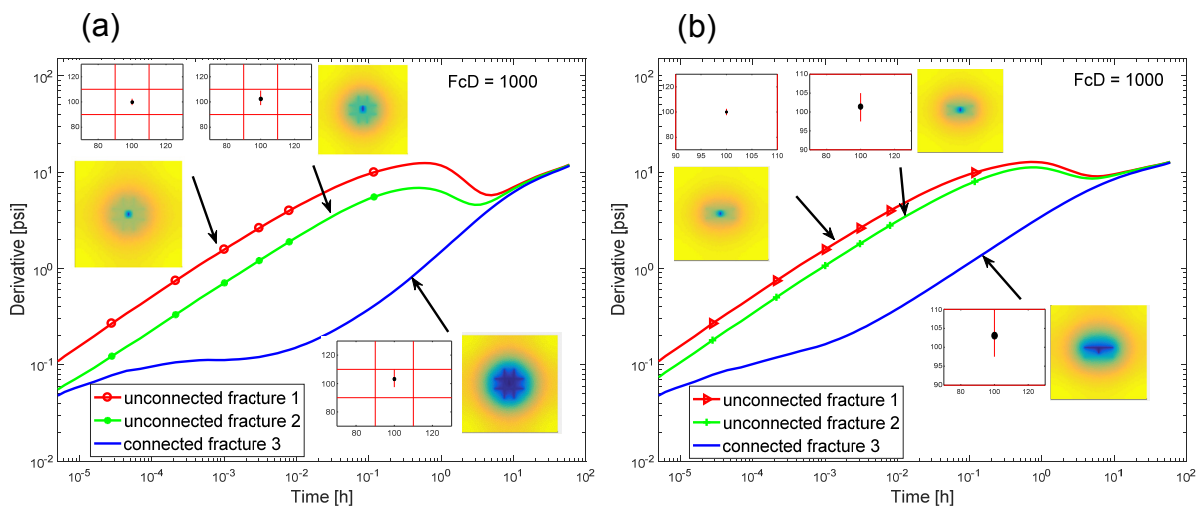 (a)
(b)
FcD = 1000
FcD = 1000
Derivative [psi]
Derivative [psi]
10^2
10^1
10^0
10^-1
10^-2
10^2
10^1
10^0
10^-1
10^-2
120
100
80
80 100 120
120
100
80
80 100 120
120
100
80
90 100 110
110
105
100
95
90
80 100 120
120
100
80
80 100 120
110
105
100
95
90
80 100 120
unconnected fracture 1
unconnected fracture 2
connected fracture 3
unconnected fracture 1
unconnected fracture 2
connected fracture 3
10^-5 10^-4 10^-3 10^-2 10^-1 10^0 10^1 10^2
10^-5 10^-4 10^-3 10^-2 10^-1 10^0 10^1 10^2
Time [h]
Time [h]